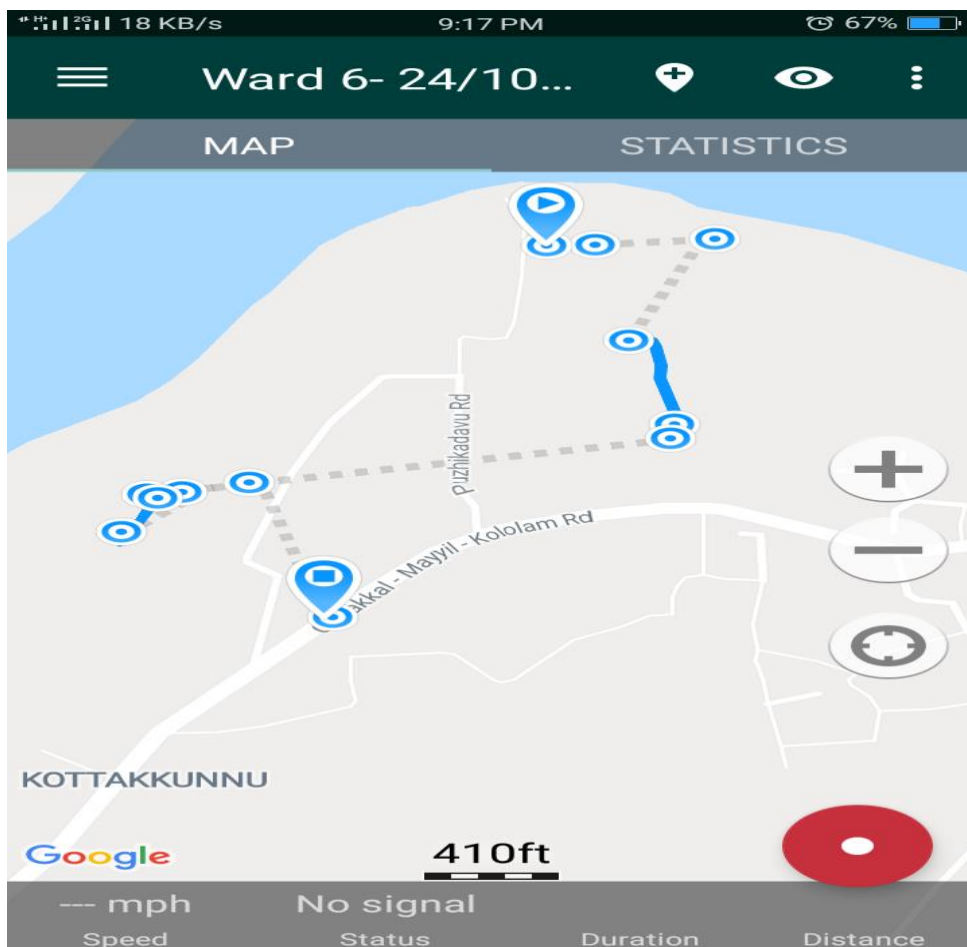 H+ 2G 18 KB/s 9:17 PM 67%
Ward 6- 24/10...
MAP STATISTICS
Puzhikadavu Rd
akkal - Mayyil - Kololam Rd
KOTTAKKUNNU
Google
410ft
--- mph No signal
Speed Status Duration Distance